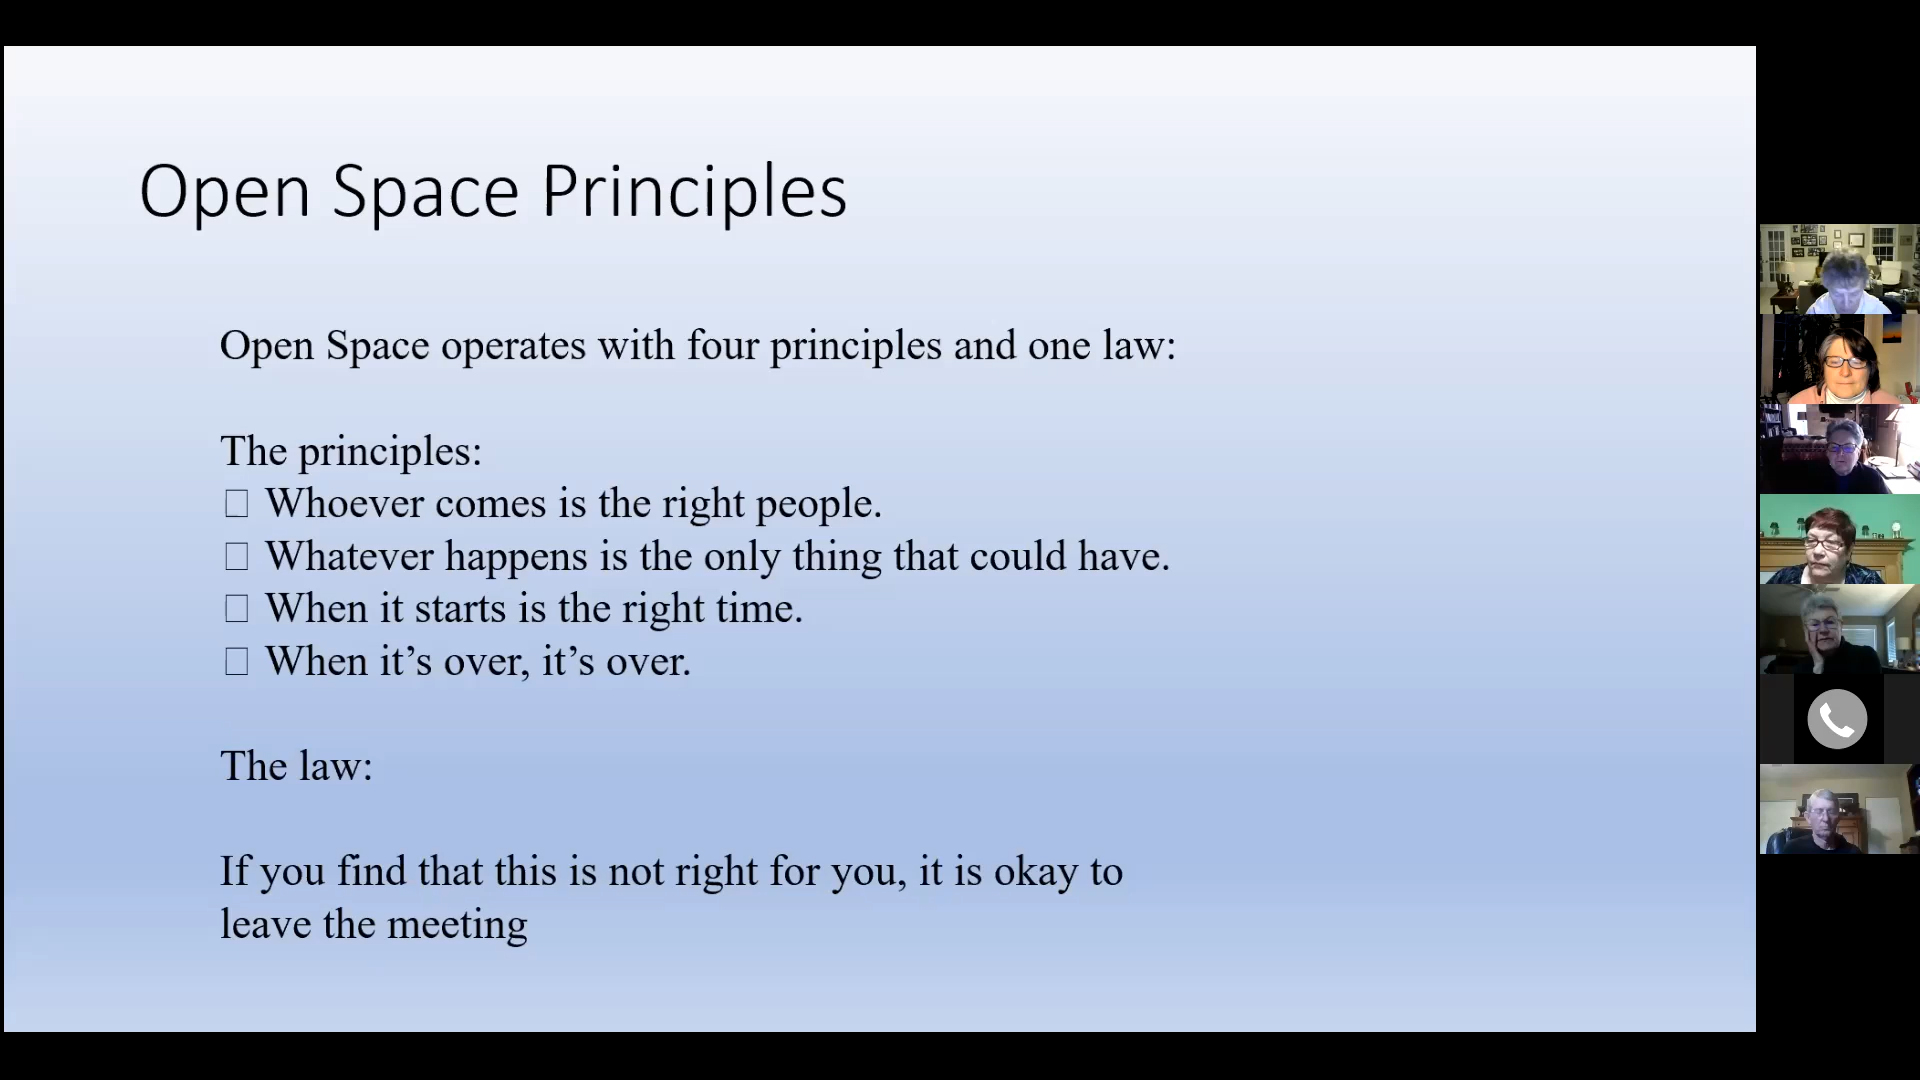 Open Space Principles
Open Space operates with four principles and one law:
The principles:
□ Whoever comes is the right people.
□ Whatever happens is the only thing that could have.
□ When it starts is the right time.
□ When it’s over, it’s over.
The law:
If you find that this is not right for you, it is okay to
leave the meeting